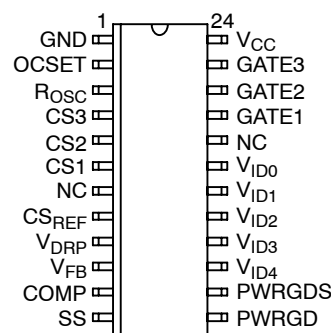 1 24
GND VCC
OCSET GATE3
ROSC GATE2
CS3 GATE1
CS2 NC
CS1 VID0
NC VID1
CSREF VID2
VDRP VID3
VFB VID4
COMP PWRGDS
SS PWRGD